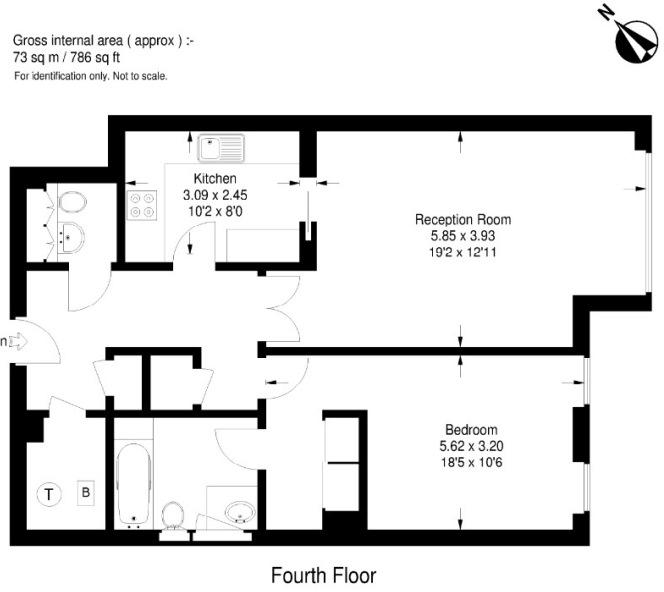 N
Gross internal area ( approx ) :-
73 sq m / 786 sq ft
For identification only. Not to scale.
Kitchen
3.09 x 2.45
10'2 x 8'0
Reception Room
5.85 x 3.93
19'2 x 12'11
n
Bedroom
5.62 x 3.20
18'5 x 10'6
T
B
Fourth Floor